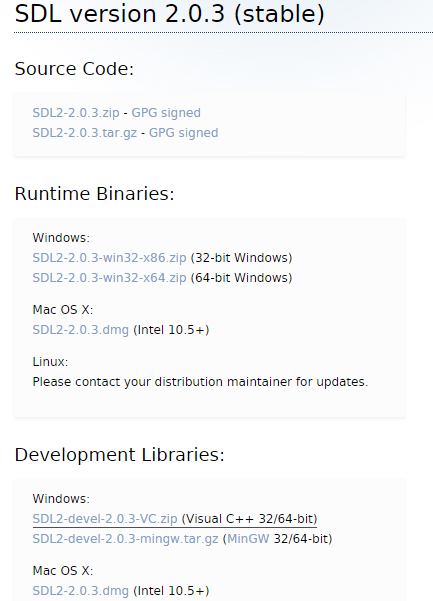 SDL version 2.0.3 (stable)
Source Code:
SDL2-2.0.3.zip - GPG signed
SDL2-2.0.3.tar.gz - GPG signed
Runtime Binaries:
Windows:
SDL2-2.0.3-win32-x86.zip (32-bit Windows)
SDL2-2.0.3-win32-x64.zip (64-bit Windows)
Mac OS X:
SDL2-2.0.3.dmg (Intel 10.5+)
Linux:
Please contact your distribution maintainer for updates.
Development Libraries:
Windows:
SDL2-devel-2.0.3-VC.zip (Visual C++ 32/64-bit)
SDL2-devel-2.0.3-mingw.tar.gz (MinGW 32/64-bit)
Mac OS X:
SDL2-2.0.3.dmg (Intel 10.5+)